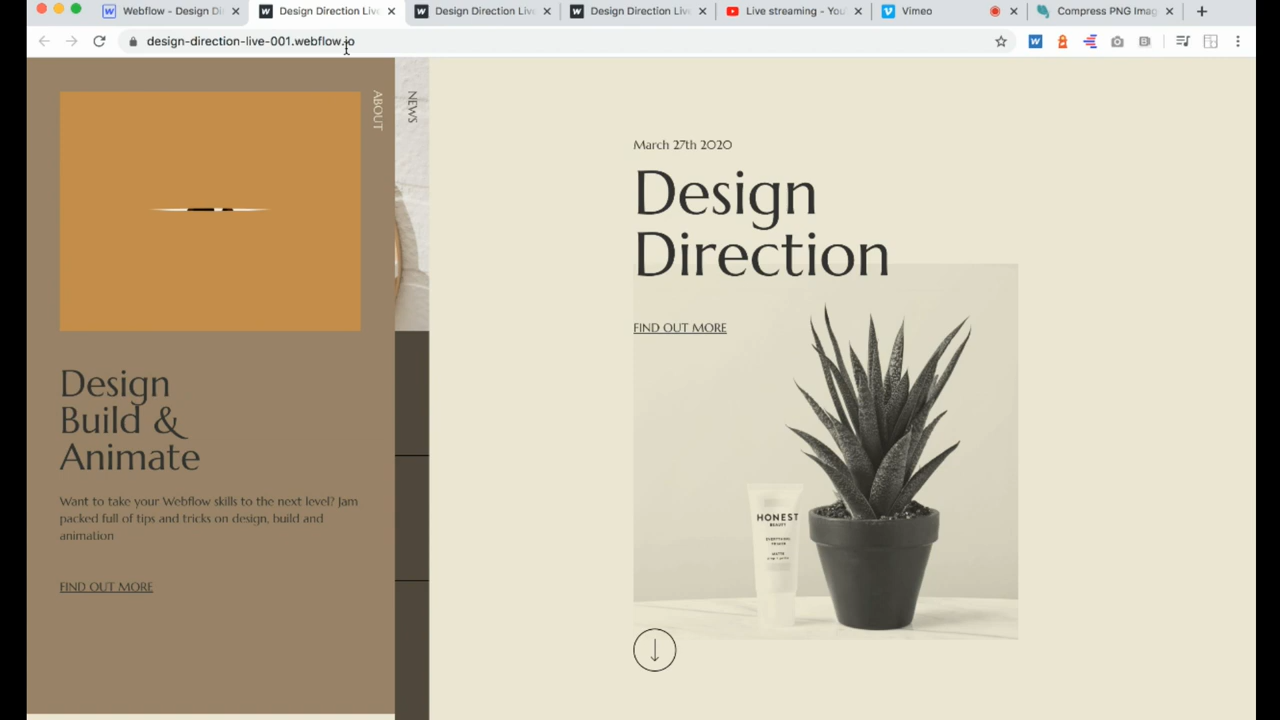 Webflow - Design Di
Design Direction Live
Design Direction Live
Design Direction Live
Live streaming - You
Vimeo
Compress PNG Imag
design-direction-live-001.webflow.io
ABOUT
NEWS
Design
Build &
Animate
Want to take your Webflow skills to the next level? Jam
packed full of tips and tricks on design, build and
animation
FIND OUT MORE
March 27th 2020
Design
Direction
FIND OUT MORE
HONEST
BEAUTY